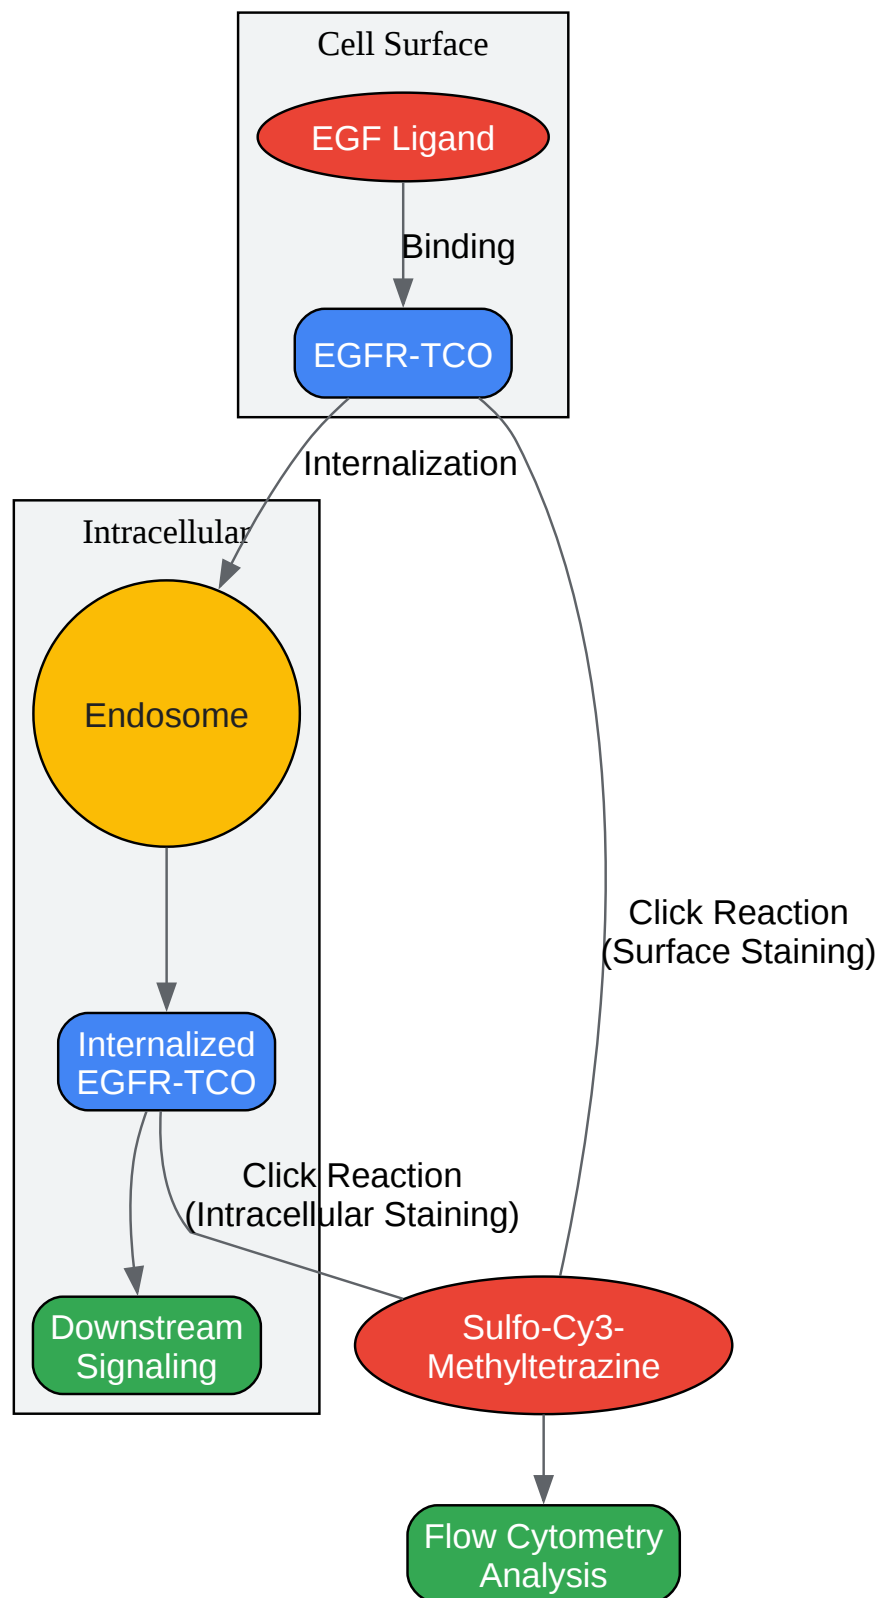 Cell Surface
EGF Ligand
Binding
EGFR-TCO
Internalization
Intracellular
Endosome
Click Reaction
(Surface Staining)
Internalized
EGFR-TCO
Click Reaction
(Intracellular Staining)
Downstream
Signaling
Sulfo-Cy3-
Methyltetrazine
Flow Cytometry
Analysis